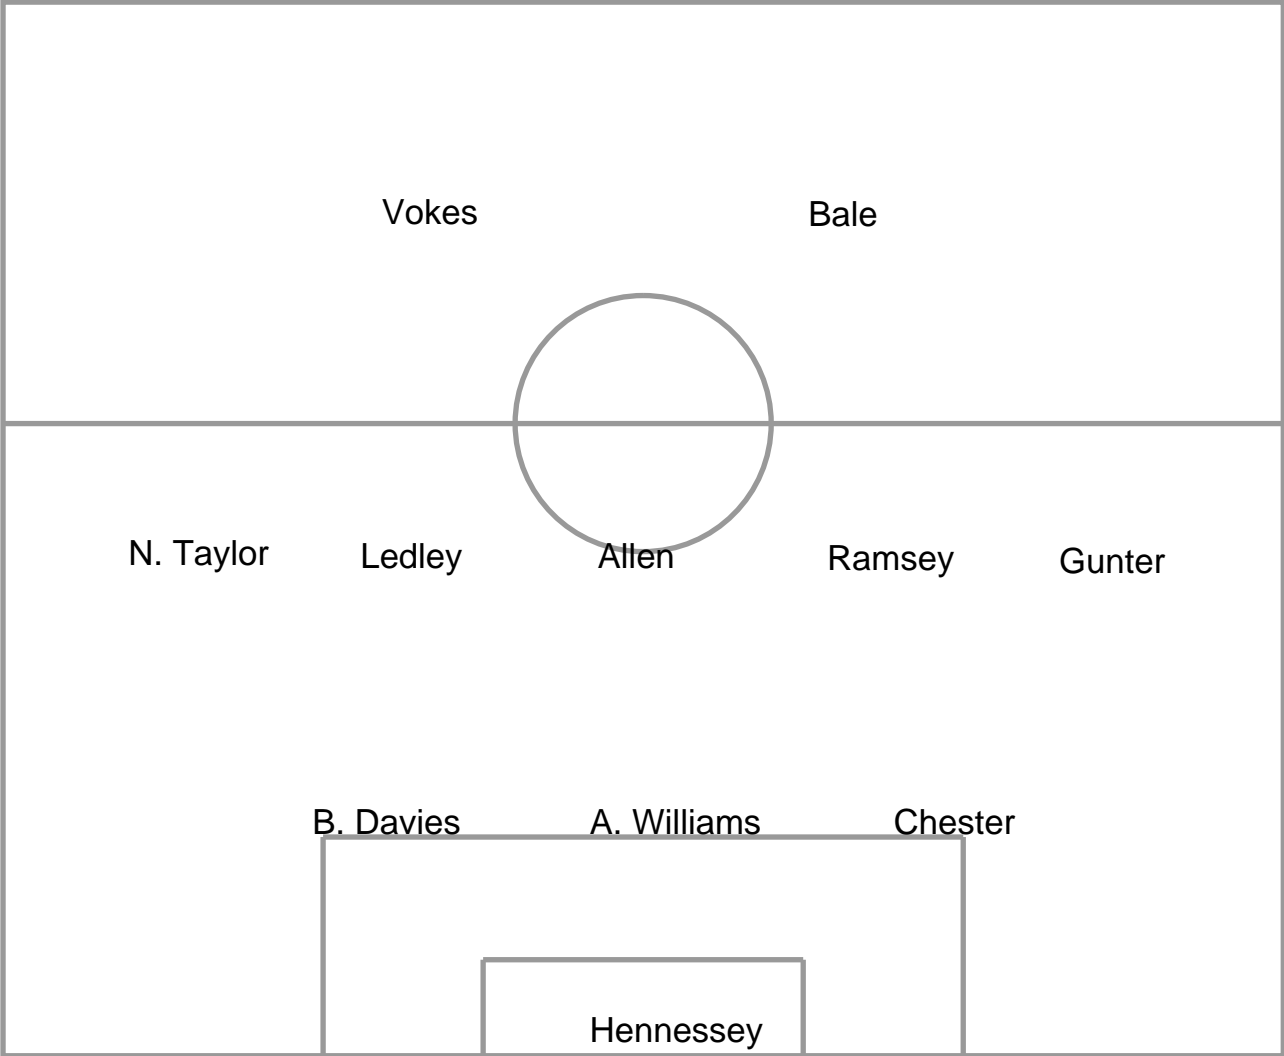 Vokes
Bale
N. Taylor
Ledley
Allen
Ramsey
Gunter
B. Davies
A. Williams
Chester
Hennessey